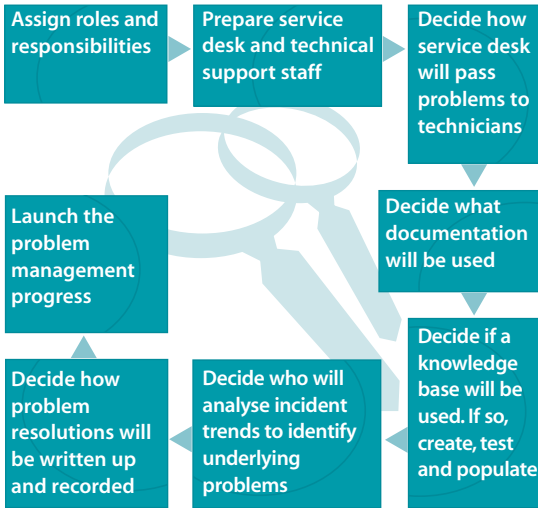 Assign roles and
responsibilities
Prepare service
desk and technical
support staff
Decide how
service desk
will pass
problems to
technicians
Decide what
documentation
will be used
Decide if a
knowledge
base will be
used. If so,
create, test
and populate
Decide who will
analyse incident
trends to identify
underlying
problems
Decide how
problem
resolutions will
be written up
and recorded
Launch the
problem
management
progress